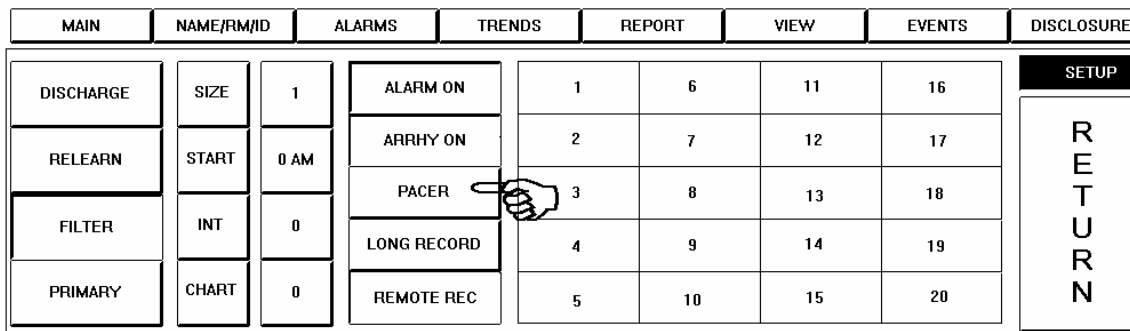 MAIN NAME/RM/ID ALARMS TRENDS REPORT VIEW EVENTS DISCLOSURE
SETUP
DISCHARGE SIZE 1 ALARM ON 1 6 11 16
RELEARN START 0 AM ARRHY ON 2 7 12 17
FILTER INT 0 PACER 3 8 13 18
LONG RECORD 4 9 14 19
PRIMARY CHART 0 REMOTE REC 5 10 15 20
RETURN